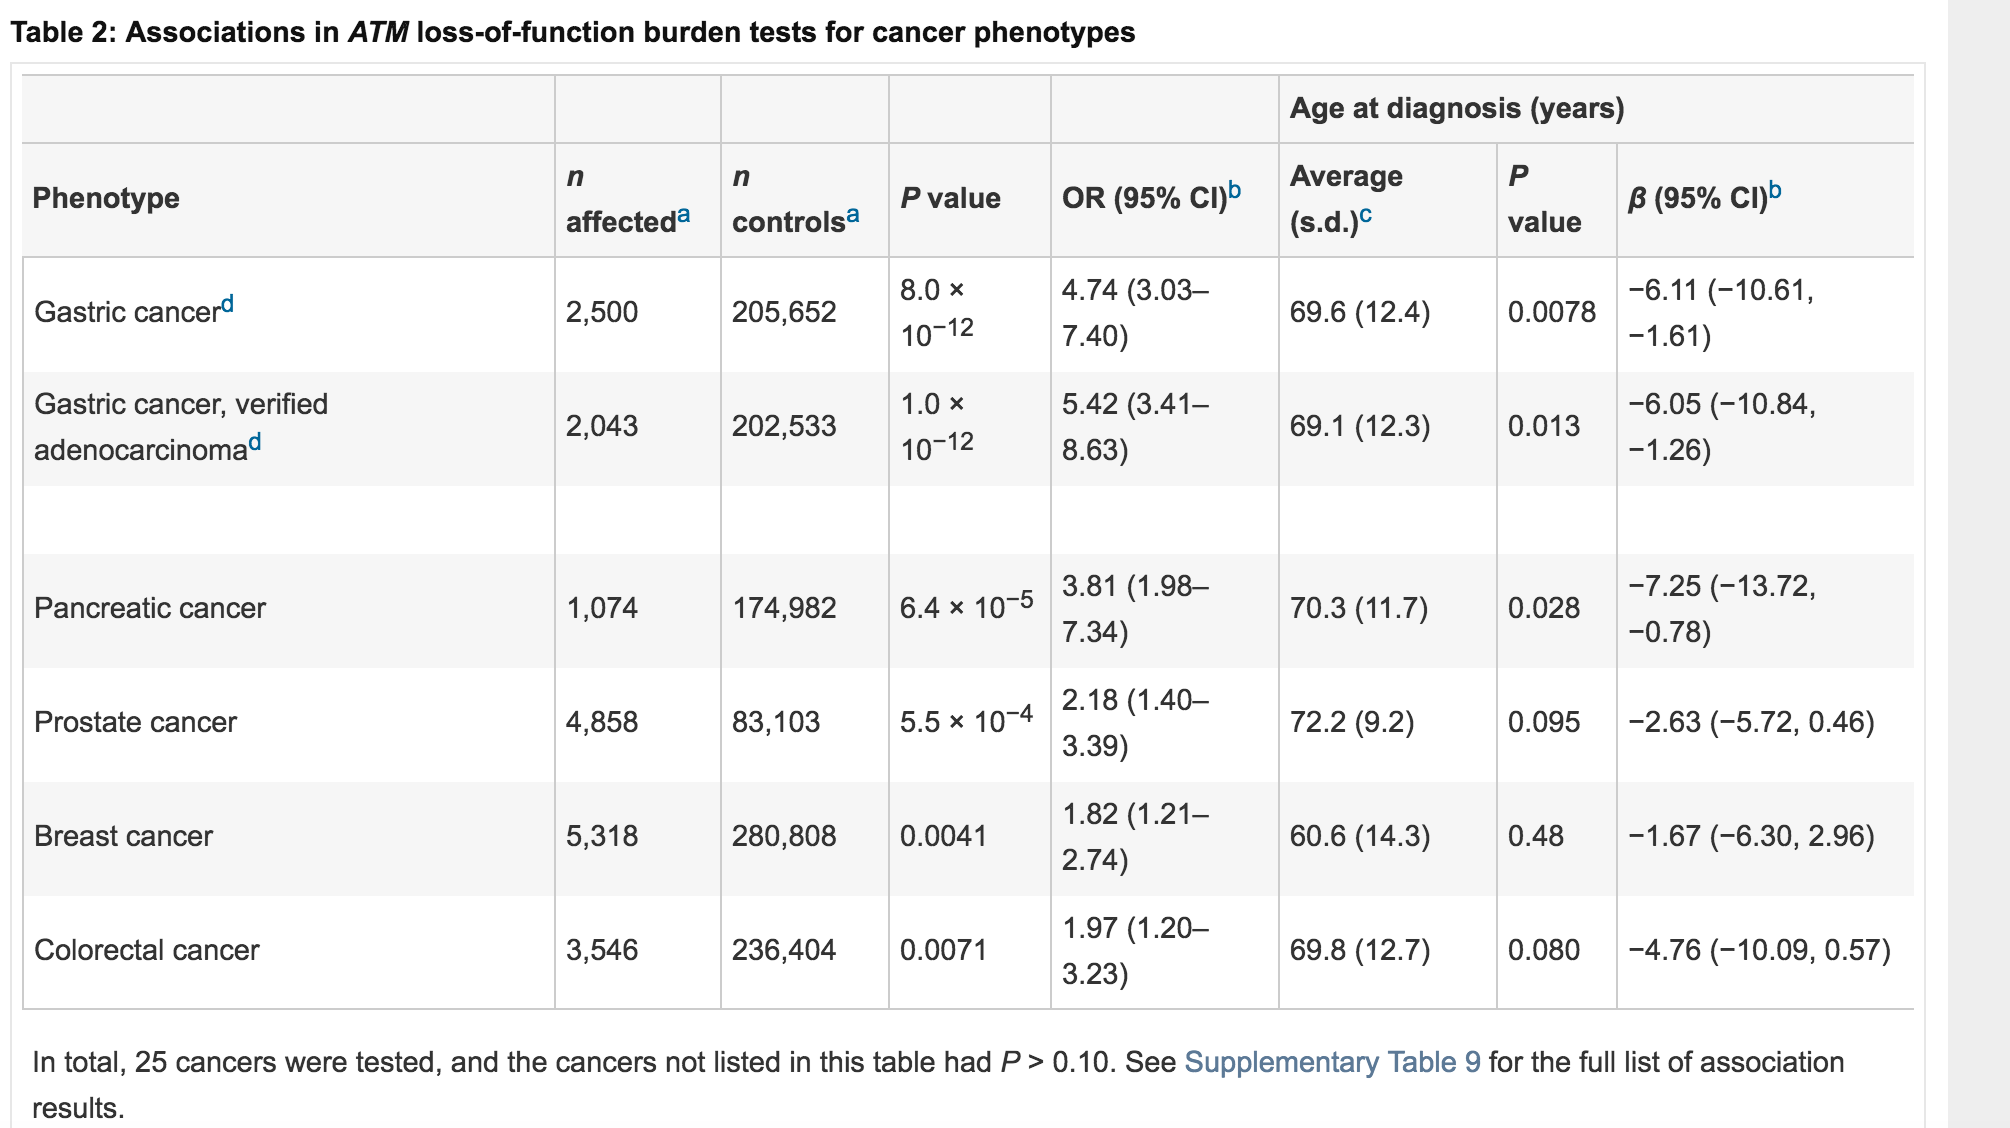 Table 2: Associations in ATM loss-of-function burden tests for cancer phenotypes
Age at diagnosis (years)
Phenotype
n
affectedᵃ
n
controlsᵃ
P value
OR (95% CI)ᵇ
Average
(s.d.)ᶜ
P
value
β (95% CI)ᵇ
Gastric cancerᵈ
2,500
205,652
8.0 ×
10⁻¹²
4.74 (3.03–
7.40)
69.6 (12.4)
0.0078
−6.11 (−10.61,
−1.61)
Gastric cancer, verified
adenocarcinomaᵈ
2,043
202,533
1.0 ×
10⁻¹²
5.42 (3.41–
8.63)
69.1 (12.3)
0.013
−6.05 (−10.84,
−1.26)
Pancreatic cancer
1,074
174,982
6.4 × 10⁻⁵
3.81 (1.98–
7.34)
70.3 (11.7)
0.028
−7.25 (−13.72,
−0.78)
Prostate cancer
4,858
83,103
5.5 × 10⁻⁴
2.18 (1.40–
3.39)
72.2 (9.2)
0.095
−2.63 (−5.72, 0.46)
Breast cancer
5,318
280,808
0.0041
1.82 (1.21–
2.74)
60.6 (14.3)
0.48
−1.67 (−6.30, 2.96)
Colorectal cancer
3,546
236,404
0.0071
1.97 (1.20–
3.23)
69.8 (12.7)
0.080
−4.76 (−10.09, 0.57)
In total, 25 cancers were tested, and the cancers not listed in this table had P > 0.10. See Supplementary Table 9 for the full list of association
results.